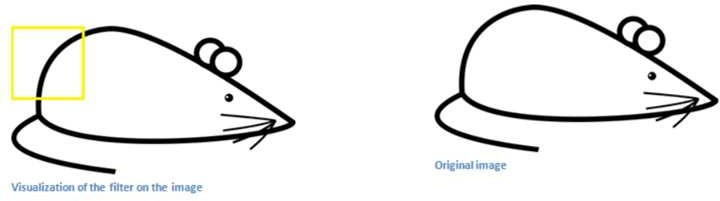 Visualization of the filter on the image
Original image